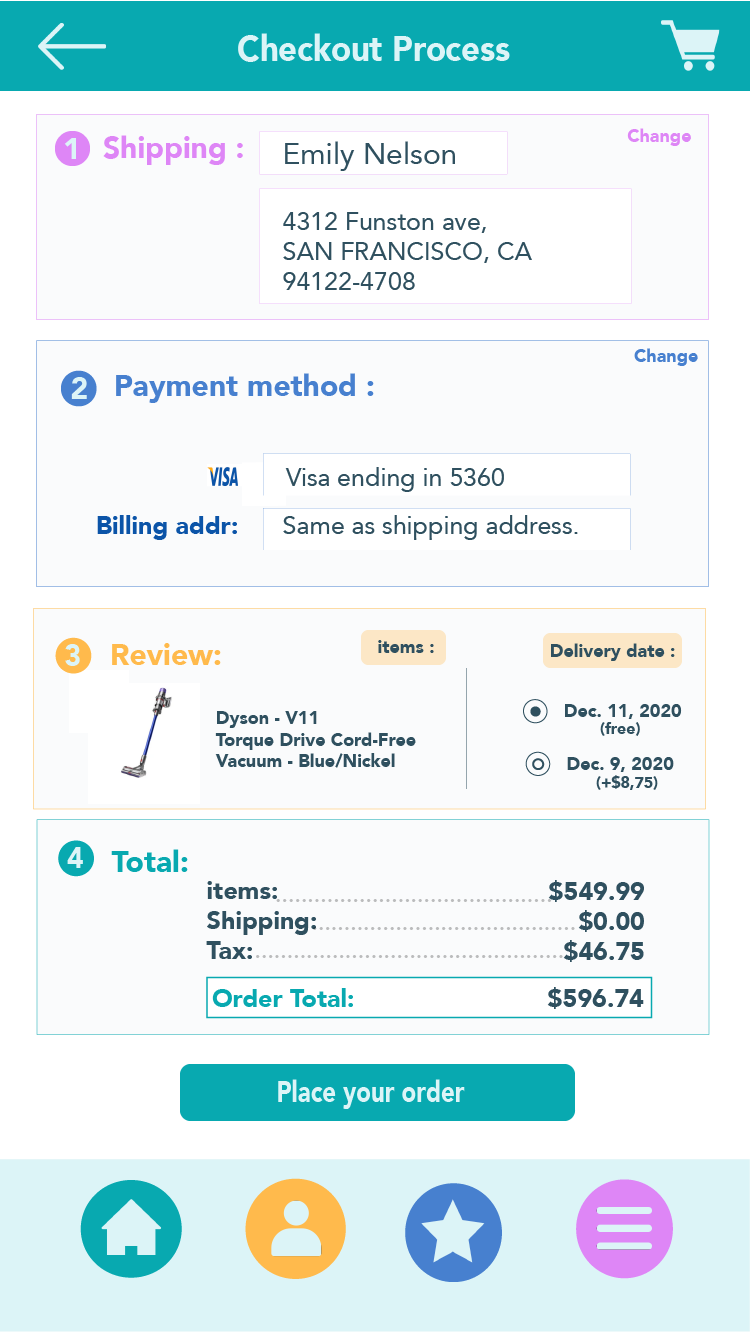 Checkout Process
1 Shipping :
Emily Nelson
Change
4312 Funston ave,
SAN FRANCISCO, CA
94122-4708
Change
2 Payment method :
VISA
Visa ending in 5360
Billing addr:
Same as shipping address.
3 Review:
items :
Delivery date :
Dyson - V11
Torque Drive Cord-Free
Vacuum - Blue/Nickel
Dec. 11, 2020
(free)
Dec. 9, 2020
(+$8,75)
4 Total:
items: $549.99
Shipping: $0.00
Tax: $46.75
Order Total: $596.74
Place your order